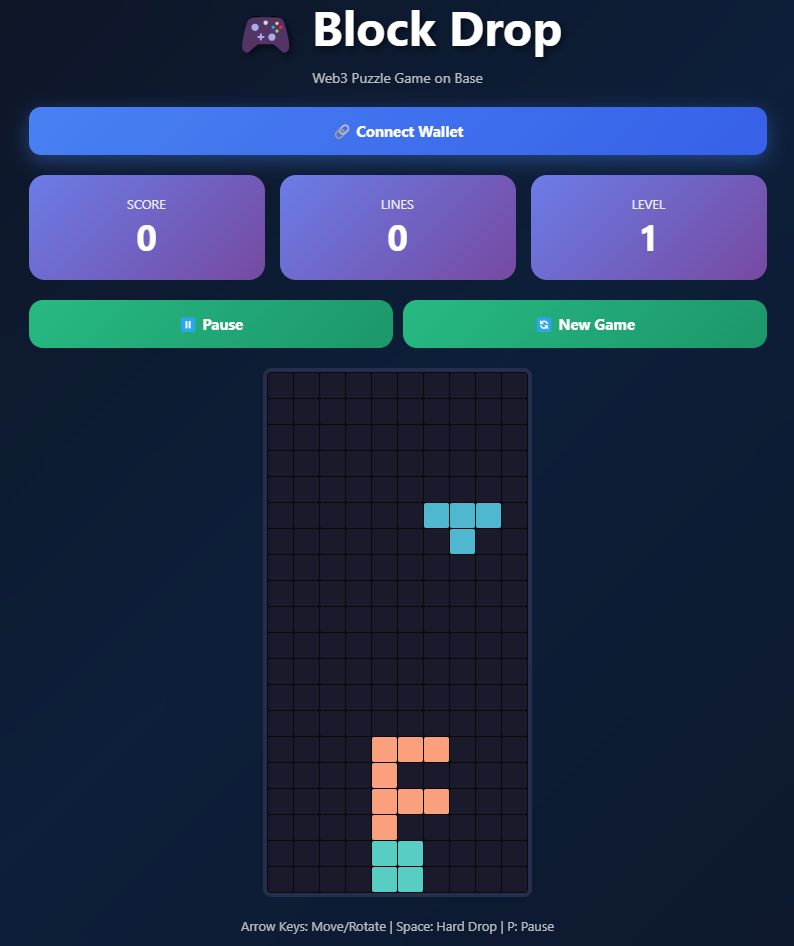 Block Drop
Web3 Puzzle Game on Base
Connect Wallet
SCORE
0
LINES
0
LEVEL
1
Pause
New Game
Arrow Keys: Move/Rotate | Space: Hard Drop | P: Pause